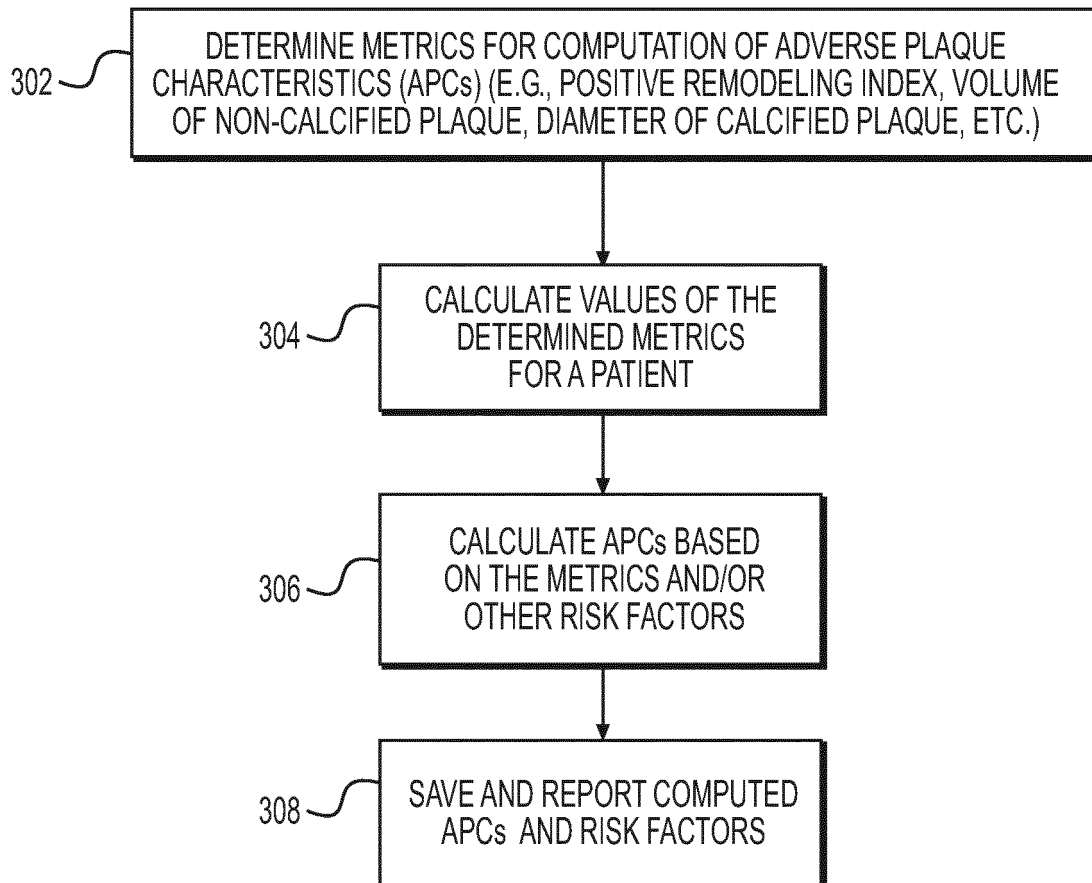 302
DETERMINE METRICS FOR COMPUTATION OF ADVERSE PLAQUE
CHARACTERISTICS (APCs) (E.G., POSITIVE REMODELING INDEX, VOLUME
OF NON-CALCIFIED PLAQUE, DIAMETER OF CALCIFIED PLAQUE, ETC.)
304
CALCULATE VALUES OF THE
DETERMINED METRICS
FOR A PATIENT
306
CALCULATE APCs BASED
ON THE METRICS AND/OR
OTHER RISK FACTORS
308
SAVE AND REPORT COMPUTED
APCs AND RISK FACTORS